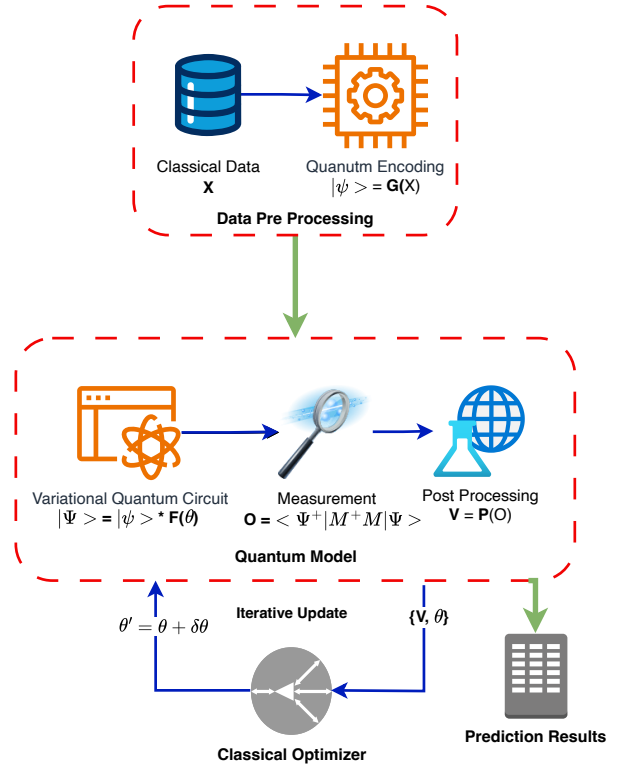 Classical Data
X
Quanutm Encoding
|ψ > = G(X)
Data Pre Processing
Variational Quantum Circuit
|Ψ > = |ψ > * F(θ)
Measurement
O = < Ψ⁺|M⁺M|Ψ >
Post Processing
V = P(O)
Quantum Model
θ′ = θ + δθ
Iterative Update
{V, θ}
Classical Optimizer
Prediction Results